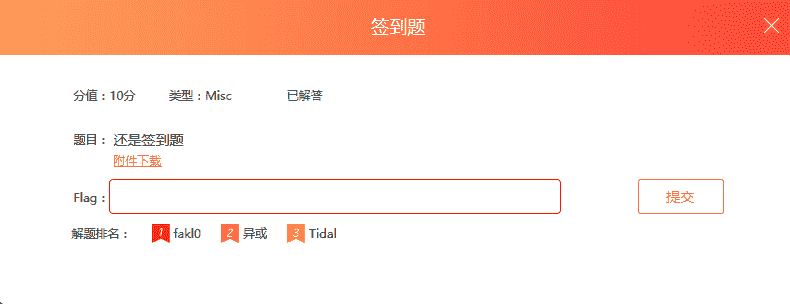 签到题
分值：10分 类型：Misc 已解答
题目： 还是签到题
附件下载
Flag： 提交
解题排名： 1 fakl0 2 异或 3 Tidal